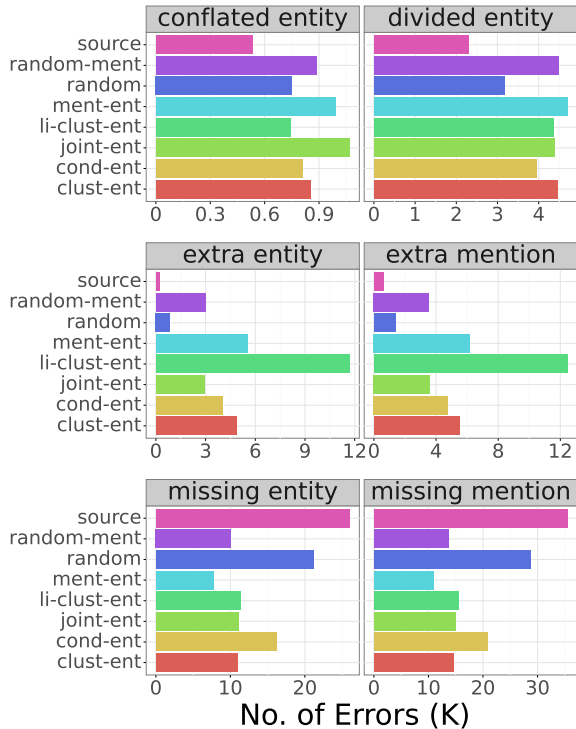 conflated entity divided entity
source
random-ment
random
ment-ent
li-clust-ent
joint-ent
cond-ent
clust-ent
0 0.3 0.6 0.9 0 1 2 3 4
extra entity extra mention
source
random-ment
random
ment-ent
li-clust-ent
joint-ent
cond-ent
clust-ent
0 3 6 9 12 0 4 8 12
missing entity missing mention
source
random-ment
random
ment-ent
li-clust-ent
joint-ent
cond-ent
clust-ent
0 10 20 0 10 20 30
No. of Errors (K)